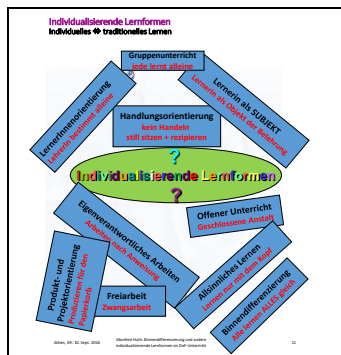 Individualisierende Lernformen
Individuelles ⇔ traditionelles Lernen
Gruppenunterricht
jede lernt alleine
LernerInnenorientierung
LehrerIn bestimmt alleine
LernerIn als SUBJEKT
LernerIn als Objekt der Belehrung
Handlungsorientierung
kein Handeln
still sitzen + rezipieren
?
Individualisierende Lernformen
?
Offener Unterricht
Geschlossene Anstalt
Eigenverantwortliches Arbeiten
Arbeiten nach Anweisung
Allsinnliches Lernen
Lernen nur mit dem Kopf
Produkt- und
Projektorientierung
Produzieren für den
Papierkorb
Freiarbeit
Zwangsarbeit
Binnendifferenzierung
Alle lernen ALLES gleich
Athen, 09.-10. Sept. 2016
Manfred Huth: Binnendifferenzierung und andere
individualisierende Lernformen im DaF-Unterricht
11